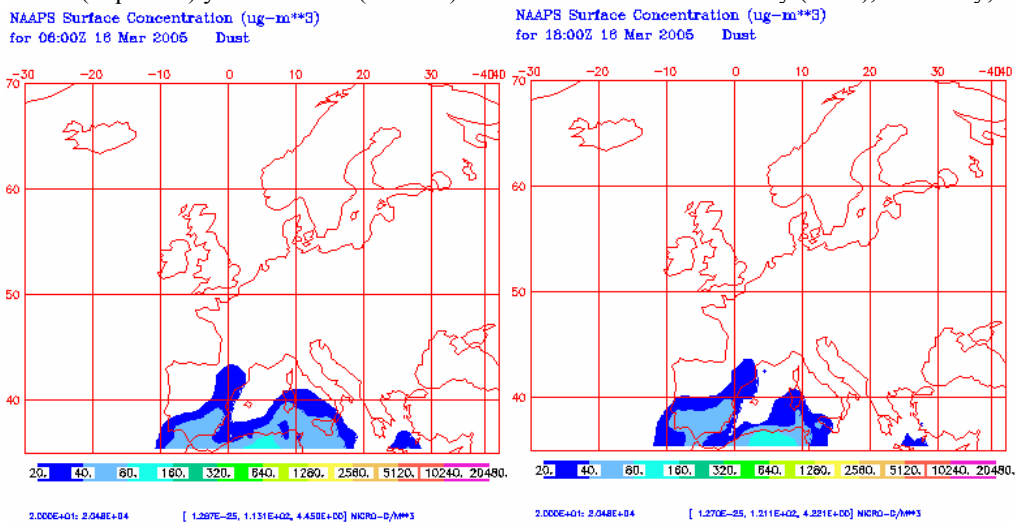 NAAPS Surface Concentration (ug-m**3)
for 06:00Z 16 Mar 2005 Dust
-30 -20 -10 0 10 20 30 40
70
60
50
40
20. 40. 80. 160. 320. 640. 1280. 2560. 5120. 10240. 20480.
2.000E+01: 2.048E+04 [ 1.287E-25, 1.131E+02, 4.450E+00] MICRO-G/M**3
NAAPS Surface Concentration (ug-m**3)
for 18:00Z 16 Mar 2005 Dust
-30 -20 -10 0 10 20 30 40
70
60
50
40
20. 40. 80. 160. 320. 640. 1280. 2560. 5120. 10240. 20480.
2.000E+01: 2.048E+04 [ 1.270E-25, 1.211E+02, 4.221E+00] MICRO-G/M**3